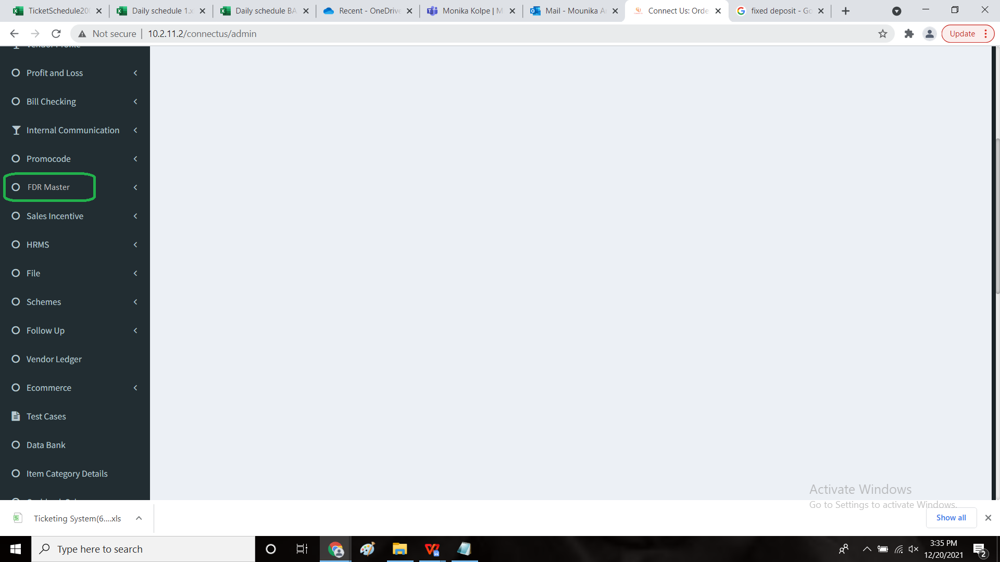 TicketSchedule20
Daily schedule 1.x
Daily schedule BA
Recent - OneDrive
Monika Kolpe | M
Mail - Mounika A
Connect Us: Orde
fixed deposit - Go
Not secure
10.2.11.2/connectus/admin
Update
Vendor Profile
Profit and Loss
Bill Checking
Internal Communication
Promocode
FDR Master
Sales Incentive
HRMS
File
Schemes
Follow Up
Vendor Ledger
Ecommerce
Test Cases
Data Bank
Item Category Details
Activate Windows
Go to Settings to activate Windows.
Ticketing System(6....xls
Show all
Type here to search
3:35 PM
12/20/2021
2